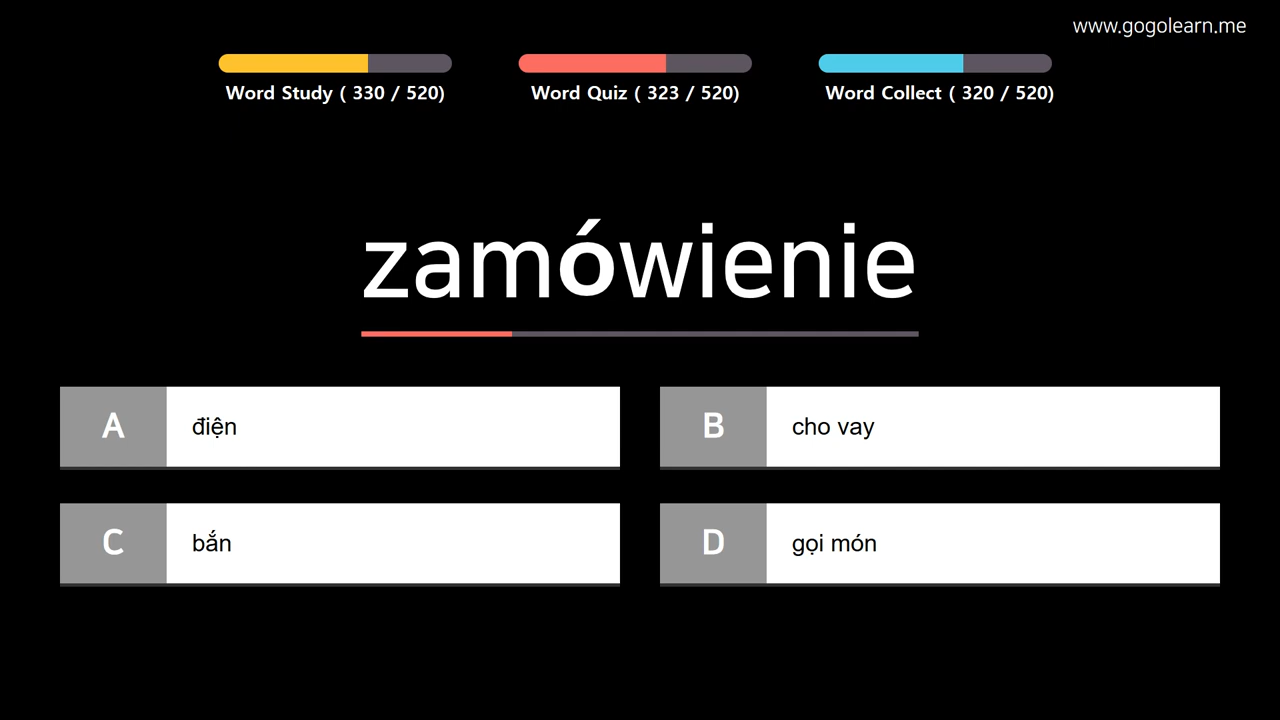 www.gogolearn.me
Word Study ( 330 / 520)
Word Quiz ( 323 / 520)
Word Collect ( 320 / 520)
zamówienie
A điện
B cho vay
C bắn
D gọi món